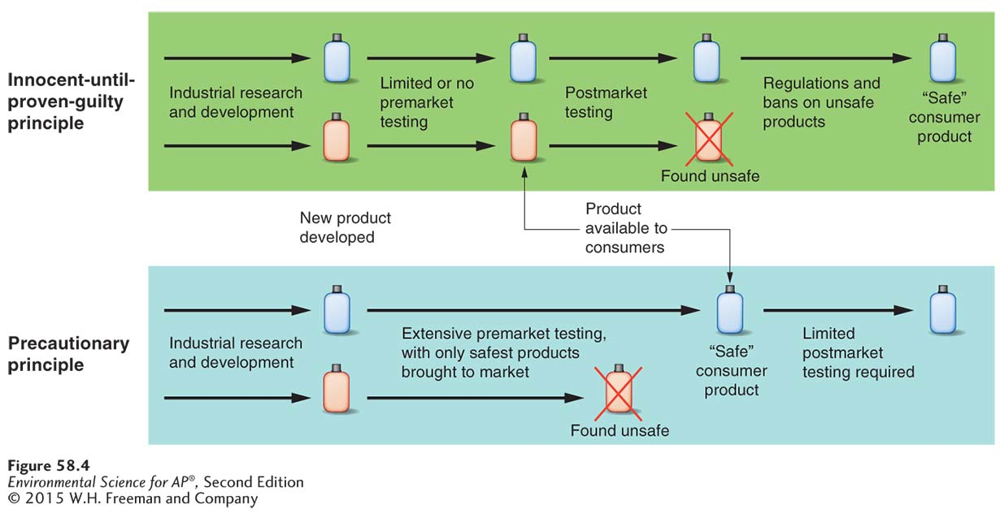 Innocent-until-
proven-guilty
principle
Industrial research
and development
Limited or no
premarket
testing
Postmarket
testing
Found unsafe
Regulations and
bans on unsafe
products
“Safe”
consumer
product
New product
developed
Product
available to
consumers
Precautionary
principle
Industrial research
and development
Extensive premarket testing,
with only safest products
brought to market
Found unsafe
“Safe”
consumer
product
Limited
postmarket
testing required
Figure 58.4
Environmental Science for AP®, Second Edition
© 2015 W.H. Freeman and Company